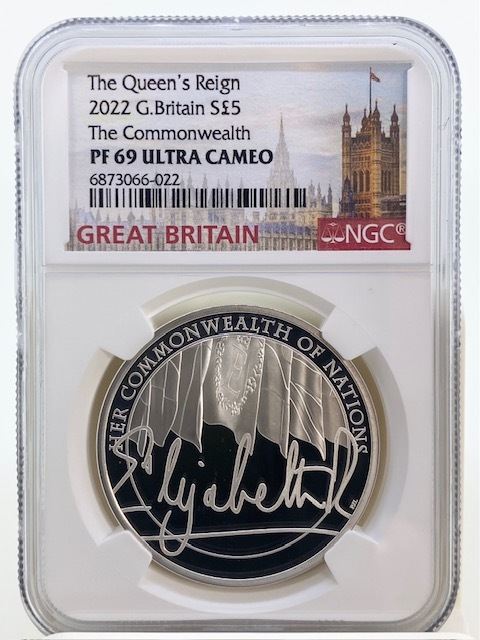 The Queen's Reign
2022 G.Britain S£5
The Commonwealth
PF 69 ULTRA CAMEO
6873066-022
GREAT BRITAIN
NGC®
HER COMMONWEALTH OF NATIONS
Elizabeth R